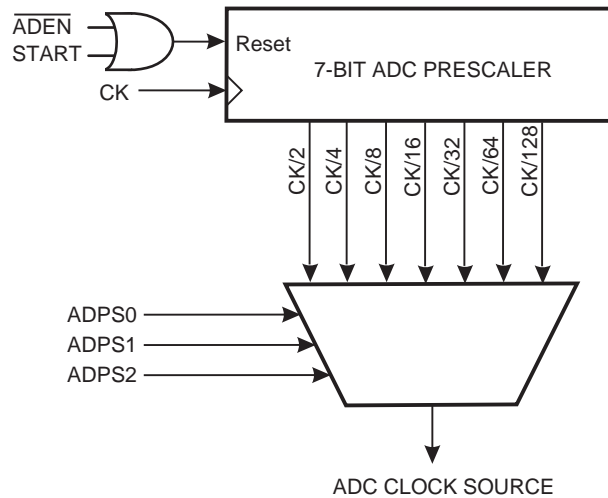 ADEN
START
Reset
7-BIT ADC PRESCALER
CK
CK/2
CK/4
CK/8
CK/16
CK/32
CK/64
CK/128
ADPS0
ADPS1
ADPS2
ADC CLOCK SOURCE